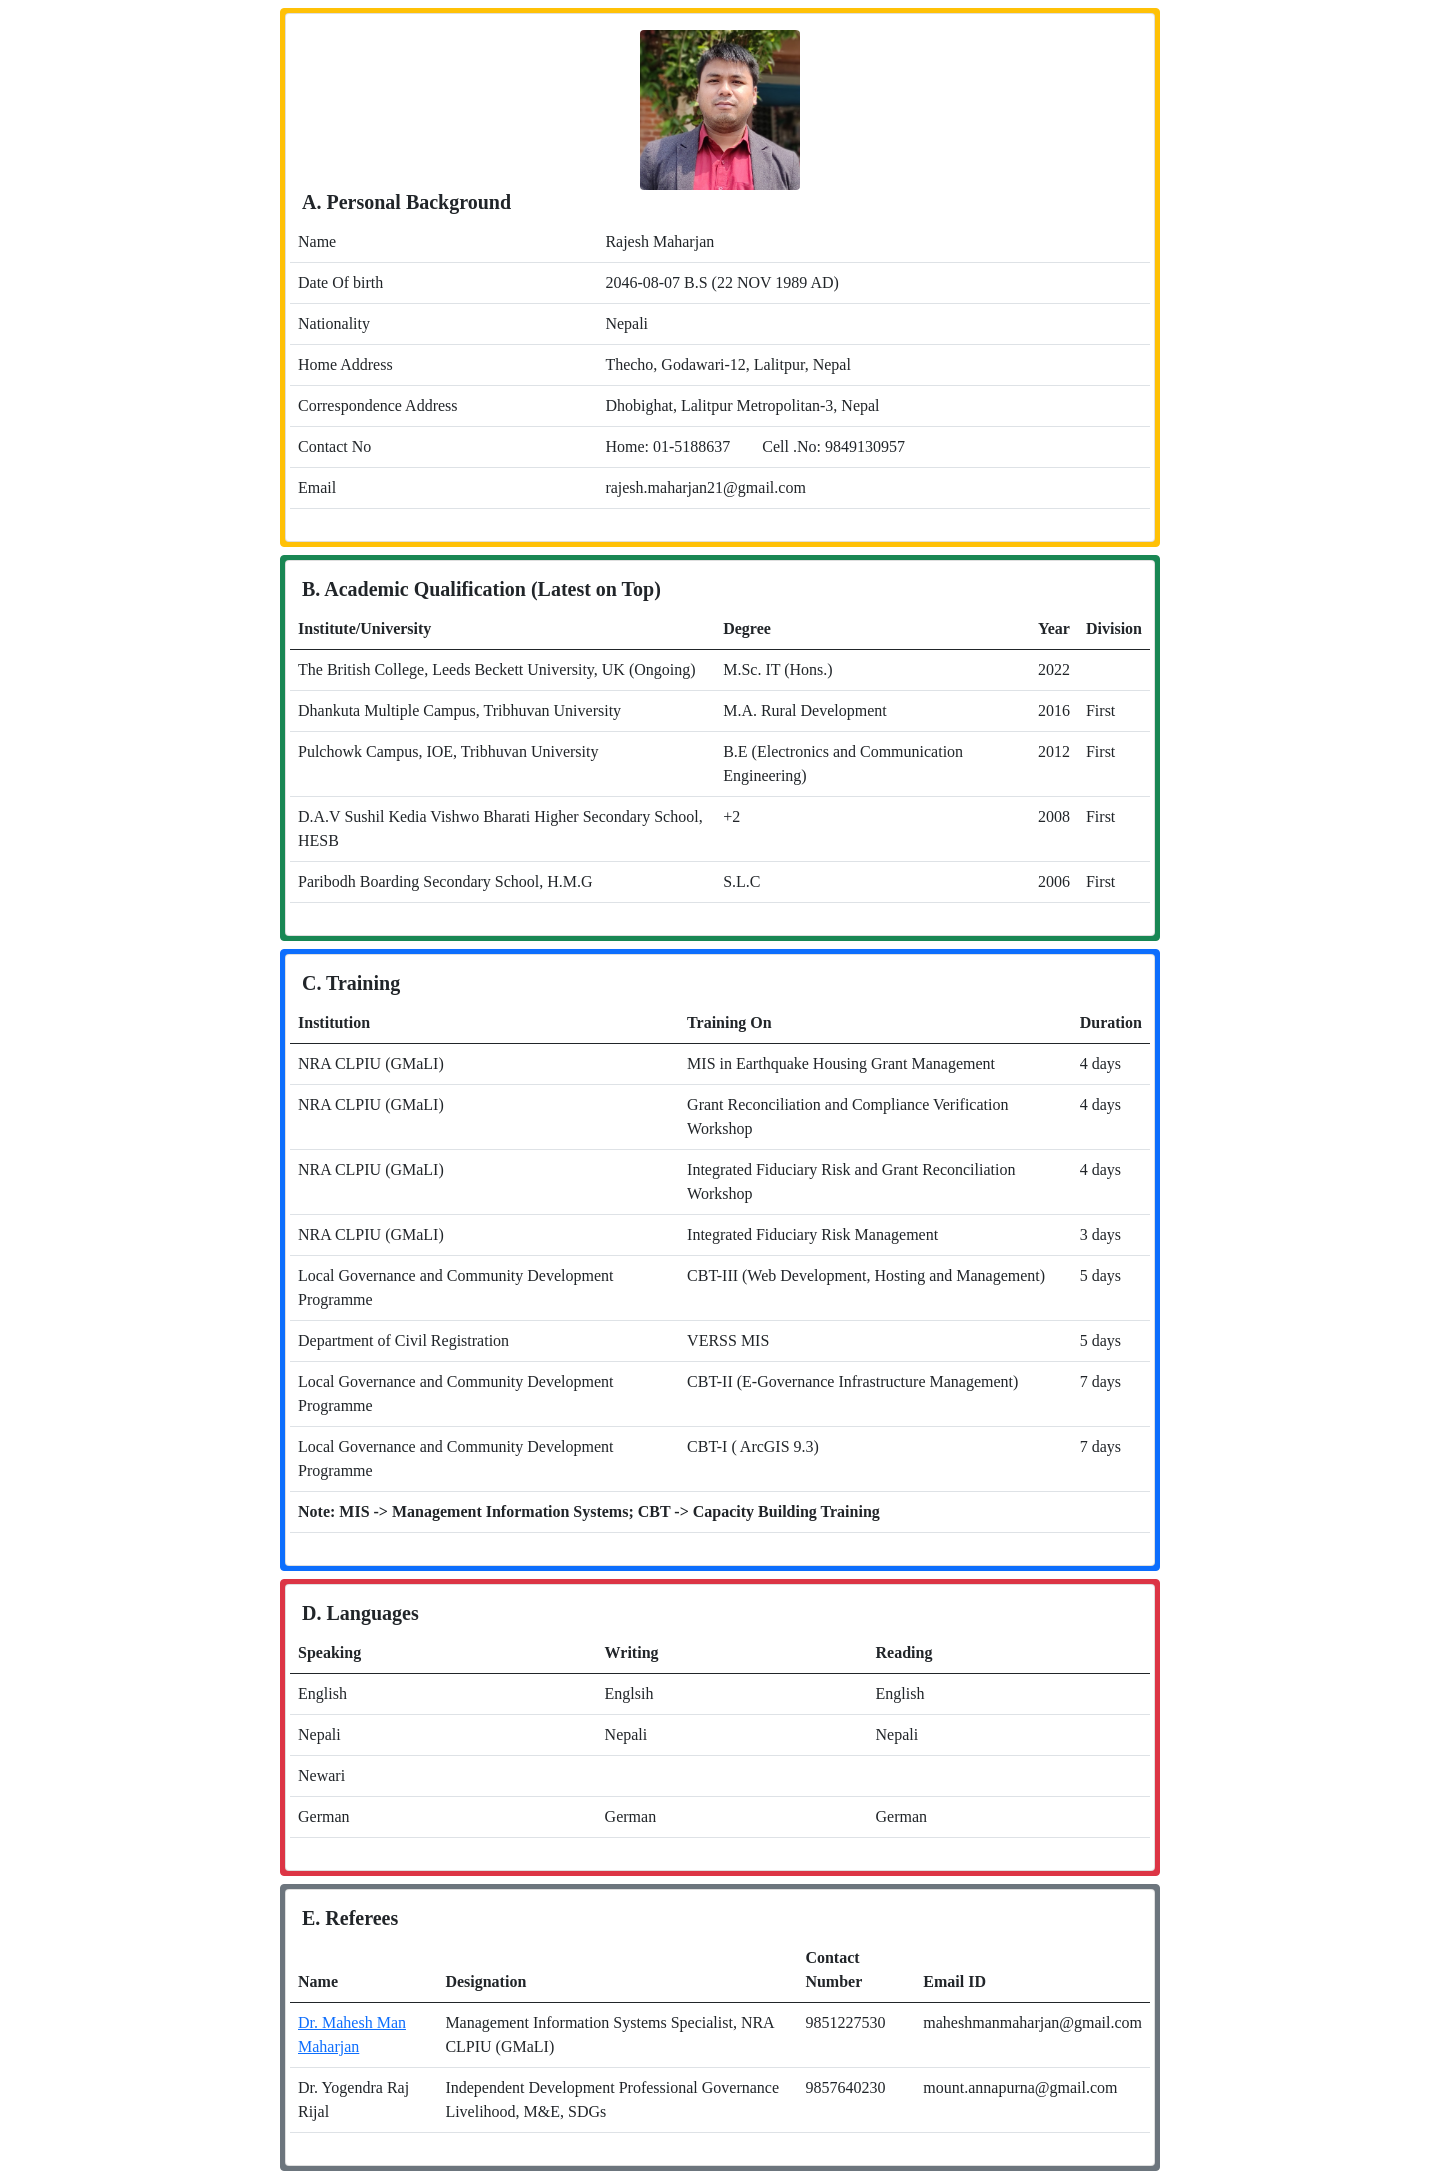 A. Personal Background
Name Rajesh Maharjan
Date Of birth 2046-08-07 B.S (22 NOV 1989 AD)
Nationality Nepali
Home Address Thecho, Godawari-12, Lalitpur, Nepal
Correspondence Address Dhobighat, Lalitpur Metropolitan-3, Nepal
Contact No Home: 01-5188637 Cell .No: 9849130957
Email rajesh.maharjan21@gmail.com
B. Academic Qualification (Latest on Top)
Institute/University Degree Year Division
The British College, Leeds Beckett University, UK (Ongoing) M.Sc. IT (Hons.) 2022
Dhankuta Multiple Campus, Tribhuvan University M.A. Rural Development 2016 First
Pulchowk Campus, IOE, Tribhuvan University B.E (Electronics and Communication 2012 First
Engineering)
D.A.V Sushil Kedia Vishwo Bharati Higher Secondary School, +2 2008 First
HESB
Paribodh Boarding Secondary School, H.M.G S.L.C 2006 First
C. Training
Institution Training On Duration
NRA CLPIU (GMaLI) MIS in Earthquake Housing Grant Management 4 days
NRA CLPIU (GMaLI) Grant Reconciliation and Compliance Verification 4 days
Workshop
NRA CLPIU (GMaLI) Integrated Fiduciary Risk and Grant Reconciliation 4 days
Workshop
NRA CLPIU (GMaLI) Integrated Fiduciary Risk Management 3 days
Local Governance and Community Development CBT-III (Web Development, Hosting and Management) 5 days
Programme
Department of Civil Registration VERSS MIS 5 days
Local Governance and Community Development CBT-II (E-Governance Infrastructure Management) 7 days
Programme
Local Governance and Community Development CBT-I ( ArcGIS 9.3) 7 days
Programme
Note: MIS -> Management Information Systems; CBT -> Capacity Building Training
D. Languages
Speaking Writing Reading
English Englsih English
Nepali Nepali Nepali
Newari
German German German
E. Referees
Contact
Name Designation Number Email ID
Dr. Mahesh Man Management Information Systems Specialist, NRA 9851227530 maheshmanmaharjan@gmail.com
Maharjan CLPIU (GMaLI)
Dr. Yogendra Raj Independent Development Professional Governance 9857640230 mount.annapurna@gmail.com
Rijal Livelihood, M&E, SDGs